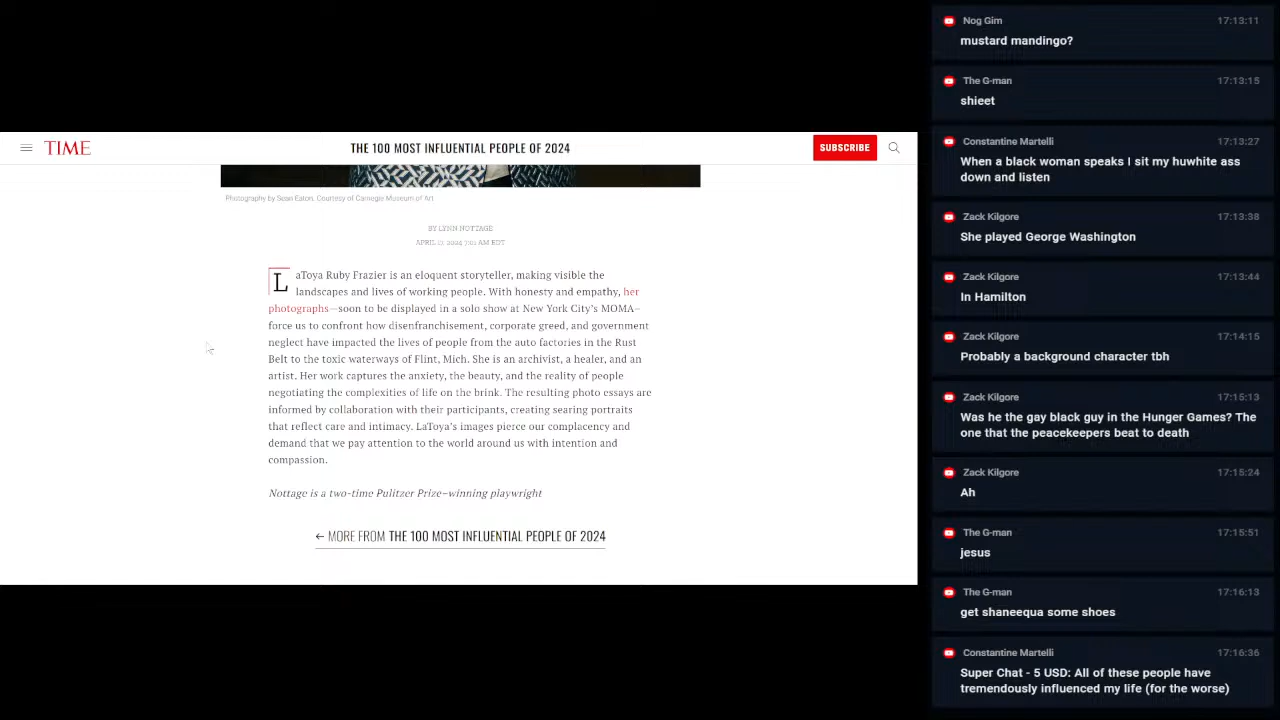 TIME
THE 100 MOST INFLUENTIAL PEOPLE OF 2024
SUBSCRIBE
Photography by Sean Eaton. Courtesy of Carnegie Museum of Art
BY LYNN NOTTAGE
APRIL 17, 2024 7:01 AM EDT
LaToya Ruby Frazier is an eloquent storyteller, making visible the
landscapes and lives of working people. With honesty and empathy, her
photographs—soon to be displayed in a solo show at New York City's MOMA—
force us to confront how disenfranchisement, corporate greed, and government
neglect have impacted the lives of people from the auto factories in the Rust
Belt to the toxic waterways of Flint, Mich. She is an archivist, a healer, and an
artist. Her work captures the anxiety, the beauty, and the reality of people
negotiating the complexities of life on the brink. The resulting photo essays are
informed by collaboration with their participants, creating searing portraits
that reflect care and intimacy. LaToya's images pierce our complacency and
demand that we pay attention to the world around us with intention and
compassion.
Nottage is a two-time Pulitzer Prize–winning playwright
← MORE FROM THE 100 MOST INFLUENTIAL PEOPLE OF 2024
Nog Gim 17:13:11
mustard mandingo?
The G-man 17:13:15
shieet
Constantine Martelli 17:13:27
When a black woman speaks I sit my huwhite ass
down and listen
Zack Kilgore 17:13:38
She played George Washington
Zack Kilgore 17:13:44
In Hamilton
Zack Kilgore 17:14:15
Probably a background character tbh
Zack Kilgore 17:15:13
Was he the gay black guy in the Hunger Games? The
one that the peacekeepers beat to death
Zack Kilgore 17:15:24
Ah
The G-man 17:15:51
jesus
The G-man 17:16:13
get shaneequa some shoes
Constantine Martelli 17:16:36
Super Chat - 5 USD: All of these people have
tremendously influenced my life (for the worse)